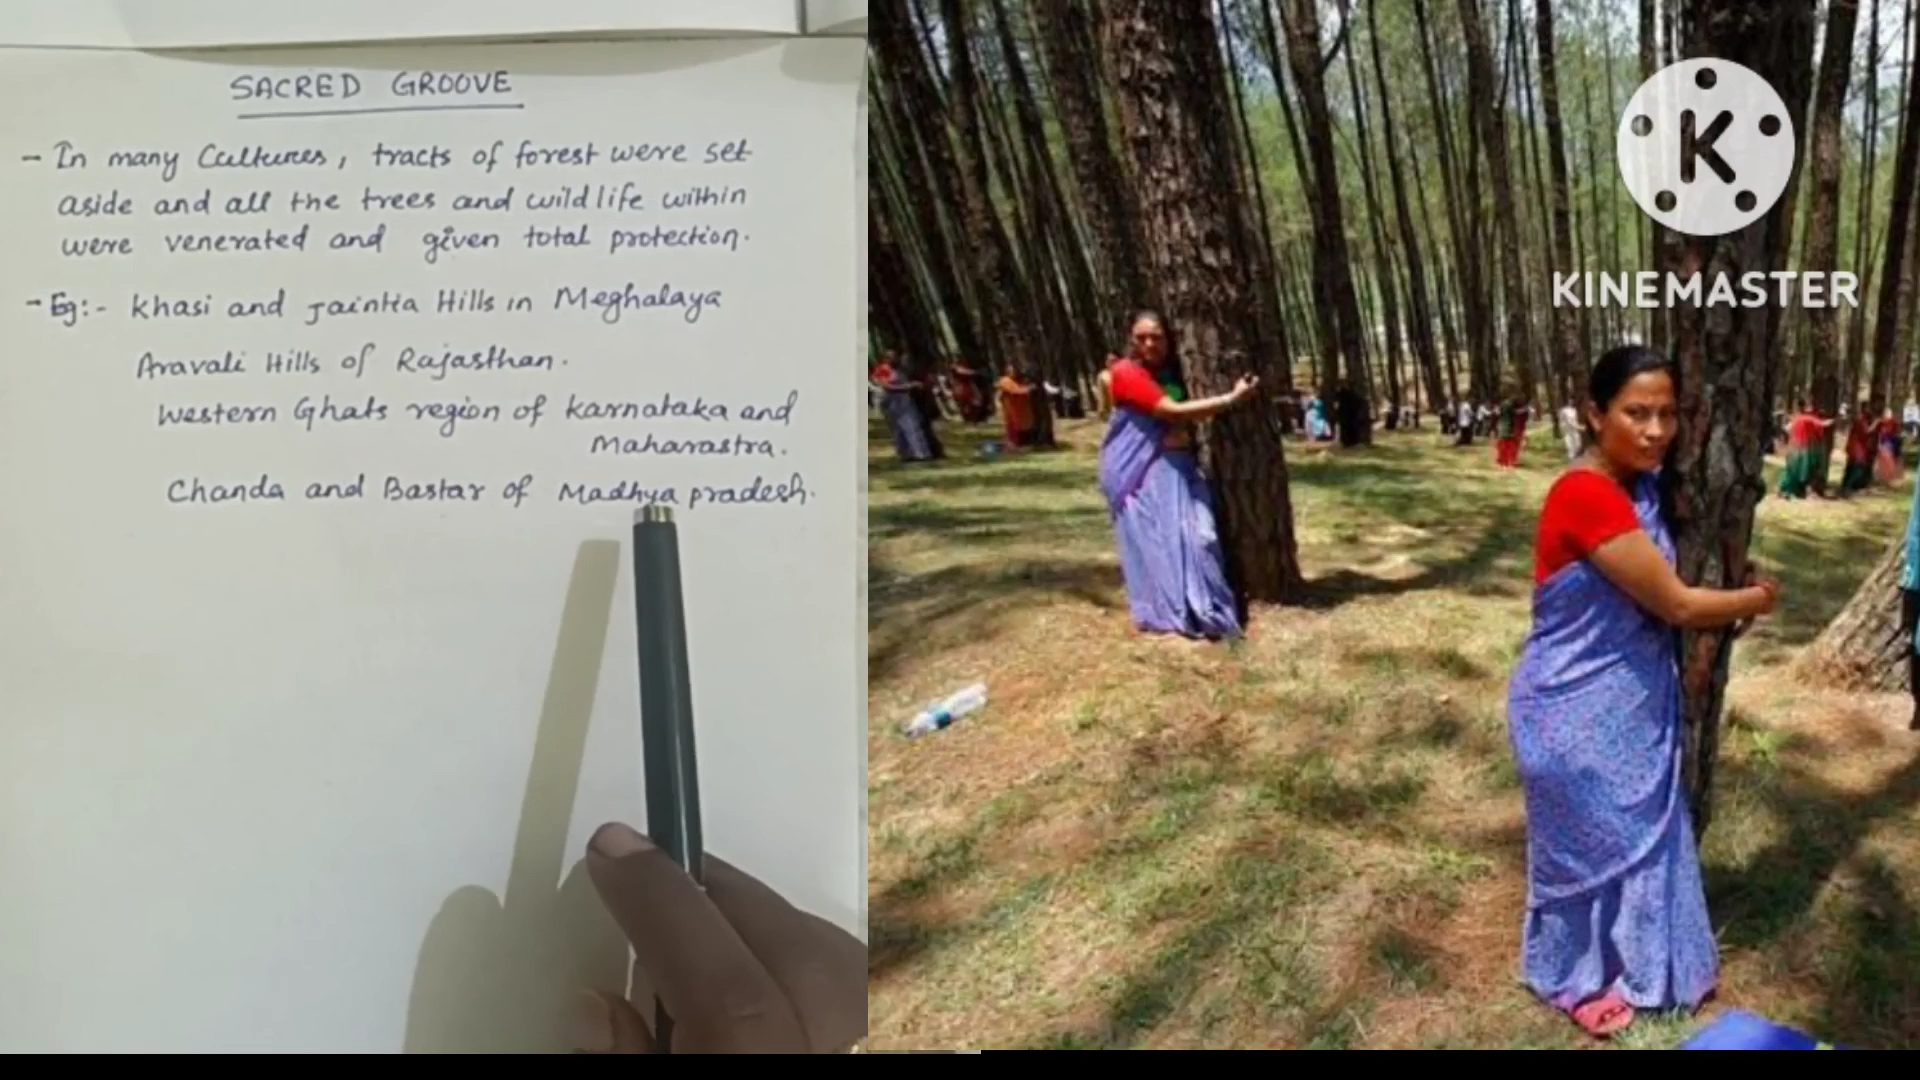 SACRED GROOVE
- In many Cultures, tracts of forest were set
aside and all the trees and wild life within
were venerated and given total protection.
- Eg:- Khasi and Jaintia Hills in Meghalaya
Aravali Hills of Rajasthan.
Western Ghats region of Karnataka and
Maharastra.
Chanda and Bastar of Madhya pradesh.
K
KINEMASTER